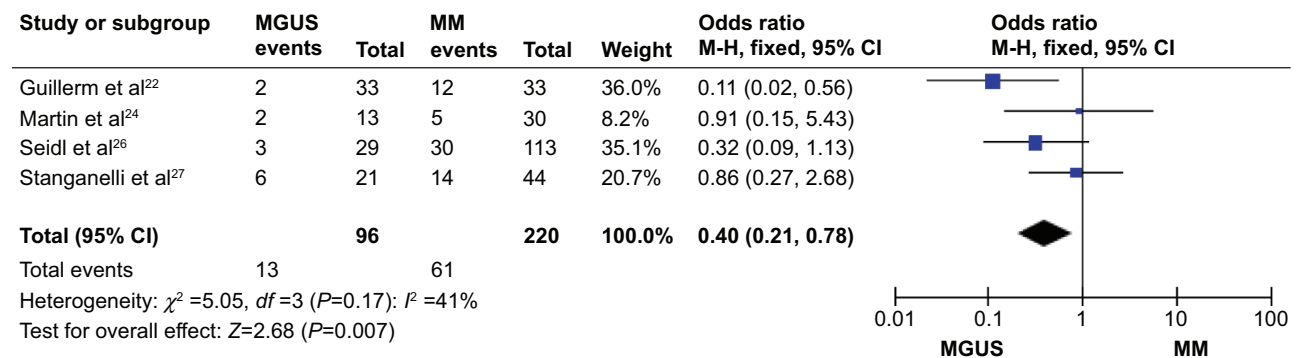 Study or subgroup MGUS events Total MM events Total Weight Odds ratio M-H, fixed, 95% CI Odds ratio M-H, fixed, 95% CI
Guillerm et al22 2 33 12 33 36.0% 0.11 (0.02, 0.56)
Martin et al24 2 13 5 30 8.2% 0.91 (0.15, 5.43)
Seidl et al26 3 29 30 113 35.1% 0.32 (0.09, 1.13)
Stanganelli et al27 6 21 14 44 20.7% 0.86 (0.27, 2.68)
Total (95% CI) 96 220 100.0% 0.40 (0.21, 0.78)
Total events 13 61
Heterogeneity: χ2 =5.05, df =3 (P=0.17): I2 =41%
Test for overall effect: Z=2.68 (P=0.007)
0.01 0.1 1 10 100
MGUS MM